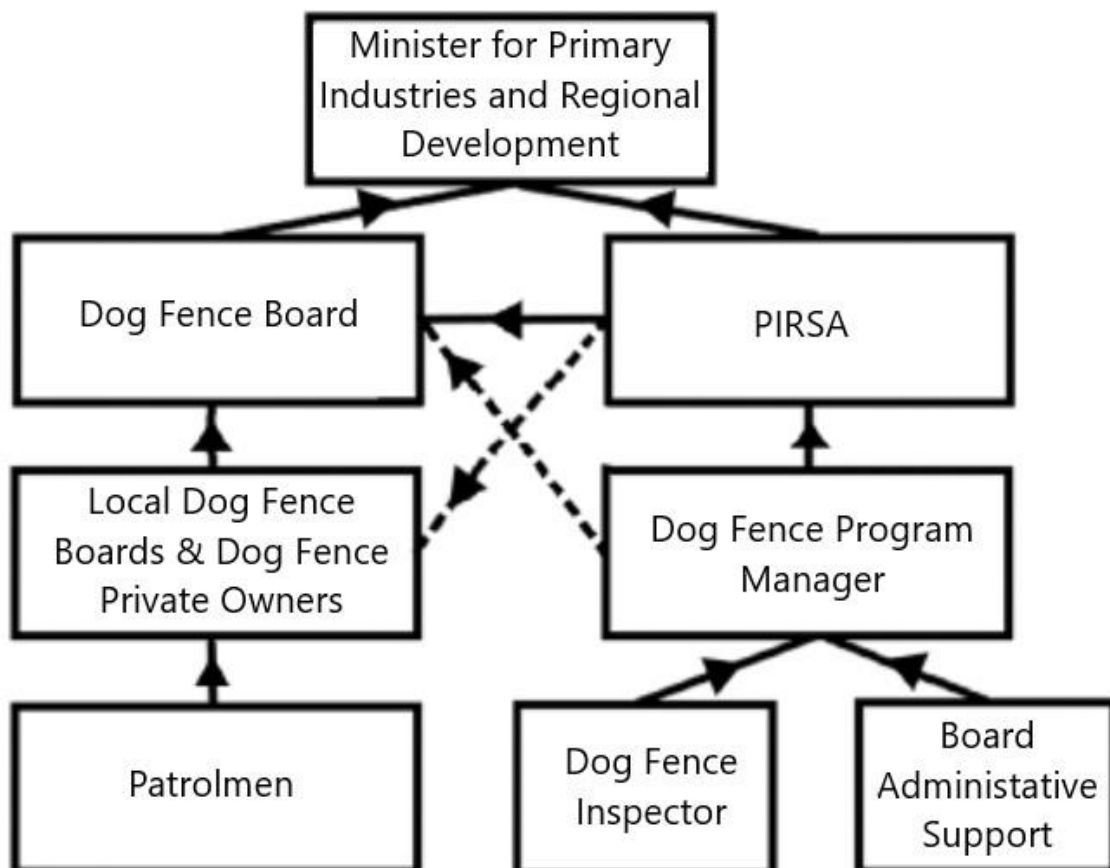 Minister for Primary
Industries and Regional
Development
Dog Fence Board
PIRSA
Local Dog Fence
Boards & Dog Fence
Private Owners
Dog Fence Program
Manager
Patrolmen
Dog Fence
Inspector
Board
Administative
Support